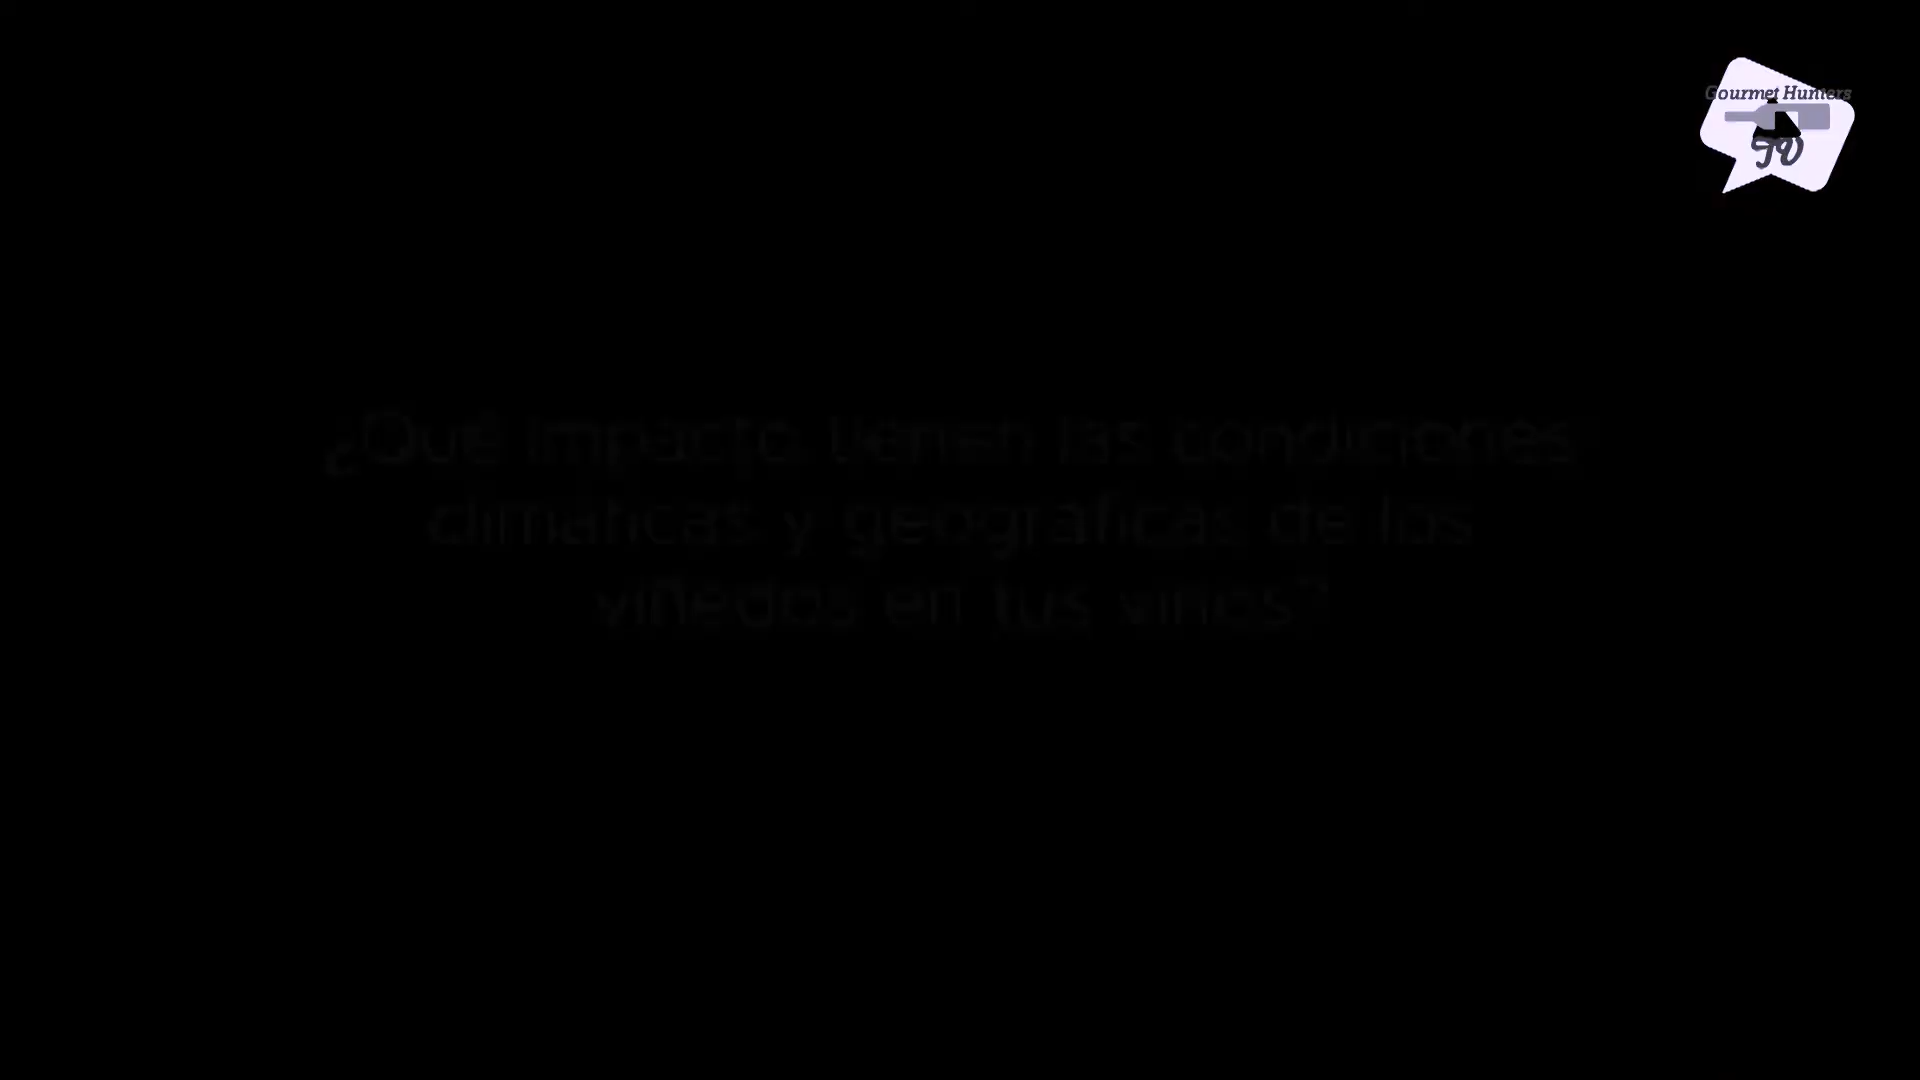 Gourmet Hunters
TV
¿Qué impacto tienen las condiciones
climáticas y geográficas de los
viñedos en tus vinos?